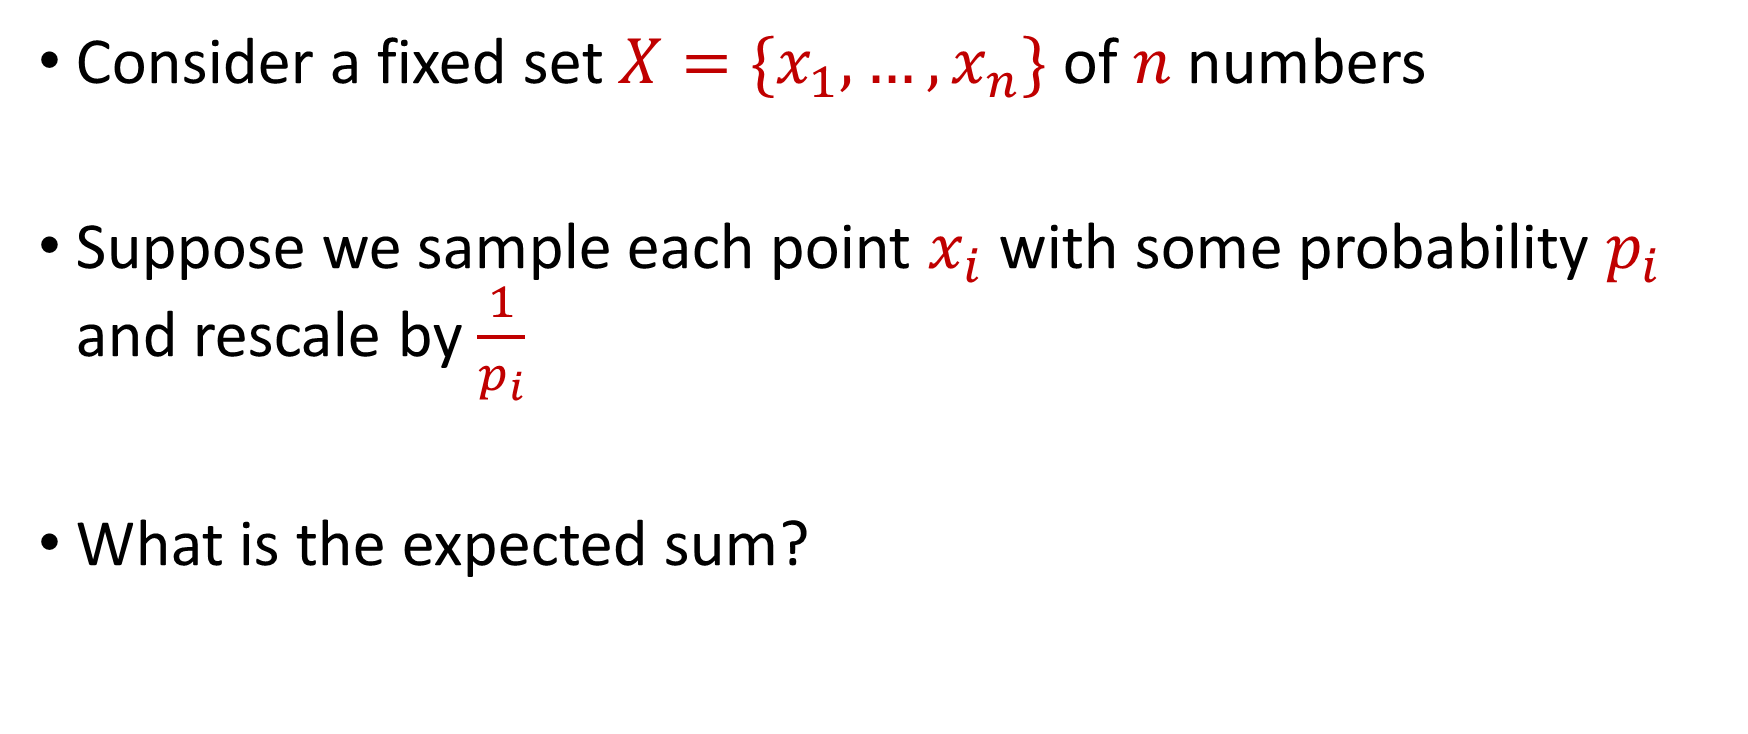 • Consider a fixed set X = {x₁, … , xₙ} of n numbers
• Suppose we sample each point xᵢ with some probability pᵢ
and rescale by 1/pᵢ
• What is the expected sum?